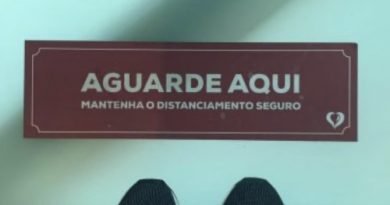 AGUARDE AQUI
MANTENHA O DISTANCIAMENTO SEGURO